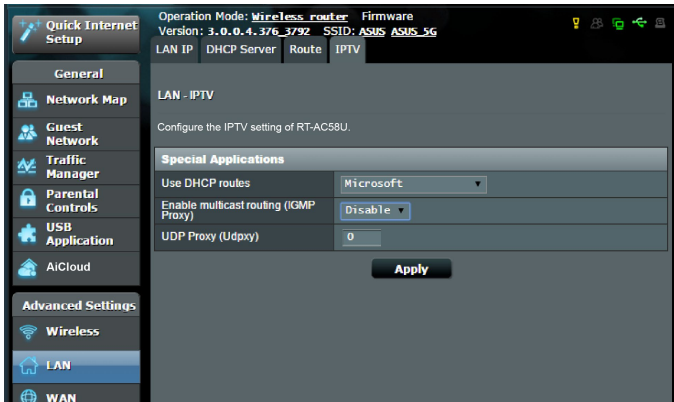 Quick Internet
Setup
Operation Mode: Wireless router Firmware
Version: 3.0.0.4.376_3792 SSID: ASUS ASUS_5G
LAN IP DHCP Server Route IPTV
General
Network Map
Guest
Network
Traffic
Manager
Parental
Controls
USB
Application
AiCloud
Advanced Settings
Wireless
LAN
WAN
LAN - IPTV
Configure the IPTV setting of RT-AC58U.
Special Applications
Use DHCP routes Microsoft
Enable multicast routing (IGMP
Proxy) Disable
UDP Proxy (Udpxy) 0
Apply